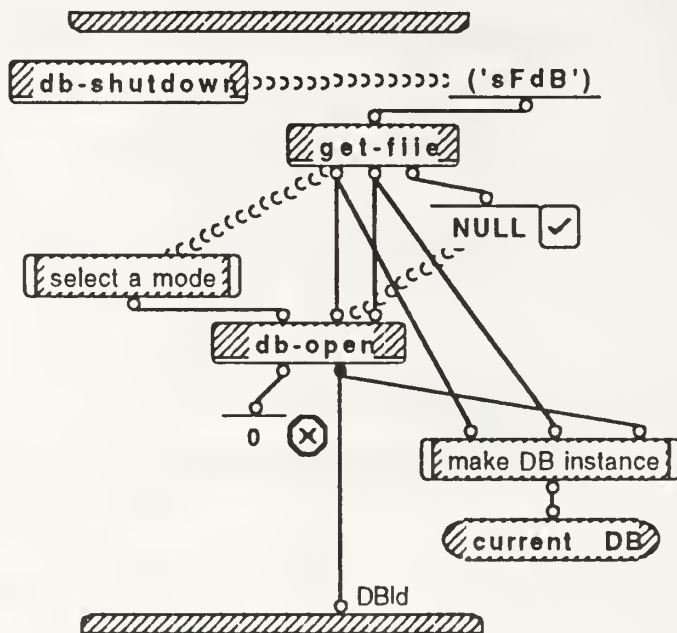 db-shutdown ('sFdB')
get-file
NULL
select a mode
db-open
0
make DB instance
current DB
DBId